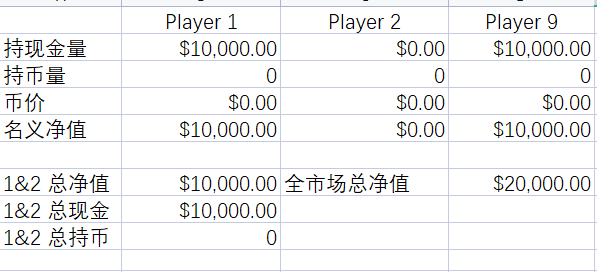 Player 1 Player 2 Player 9
持现金量 $10,000.00 $0.00 $10,000.00
持币量 0 0 0
币价 $0.00 $0.00 $0.00
名义净值 $10,000.00 $0.00 $10,000.00
1&2 总净值 $10,000.00 全市场总净值 $20,000.00
1&2 总现金 $10,000.00
1&2 总持币 0